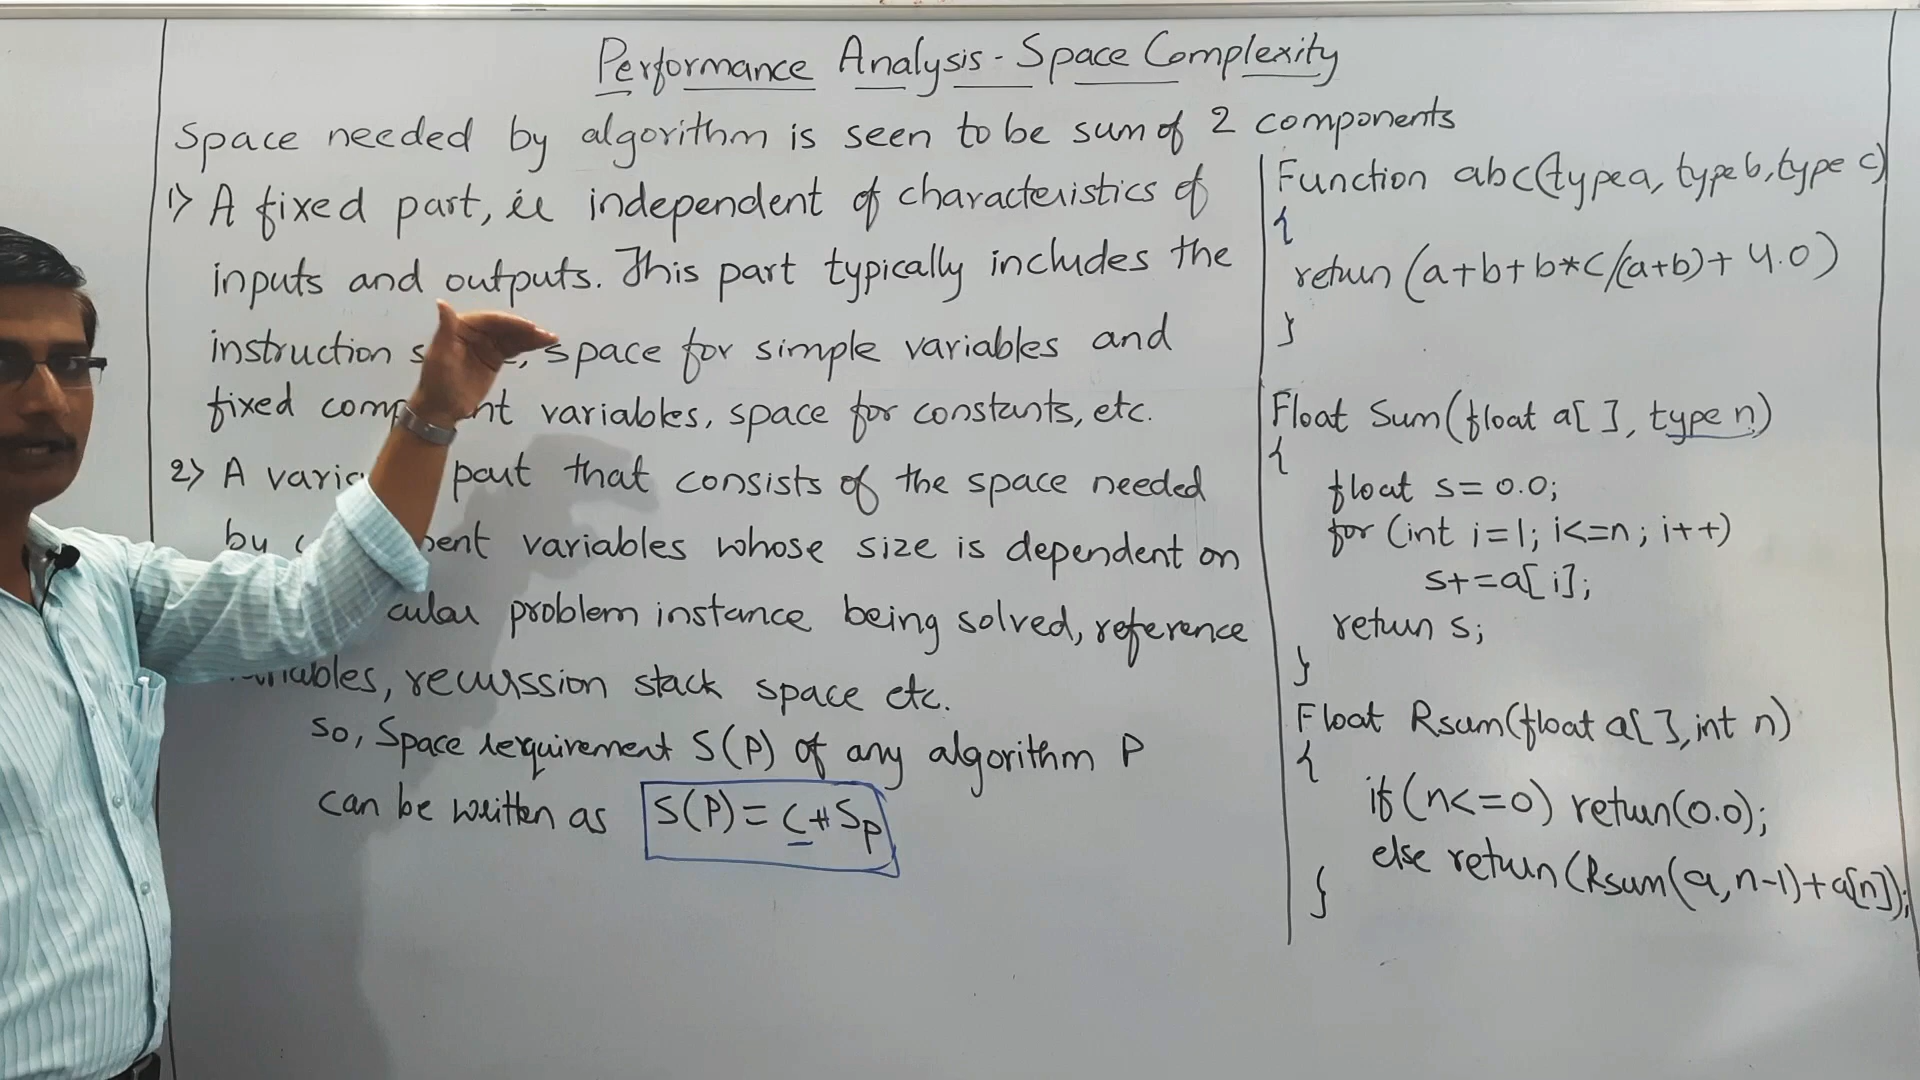 Performance Analysis - Space Complexity
Space needed by algorithm is seen to be sum of 2 components
1) A fixed part, ie independent of characteristics of
inputs and outputs. This part typically includes the
instruction space for simple variables and
fixed variables, space for constants, etc.
2) A part that consists of the space needed
by variables whose size is dependent on
problem instance being solved, reference
recurssion stack space etc.
So, Space requirement S(P) of any algorithm P
can be written as S(P) = C + Sp
Function abc(type a, type b, type c)
{
return (a+b+b*c/(a+b)+4.0)
}
Float Sum(float a[ ], type n)
{
float s=0.0;
for (int i=1; i<=n; i++)
s+=a[i];
return s;
}
Float Rsum(float a[ ], int n)
{
if (n<=0) return(0.0);
else return (Rsum(a, n-1)+a[n]);
}